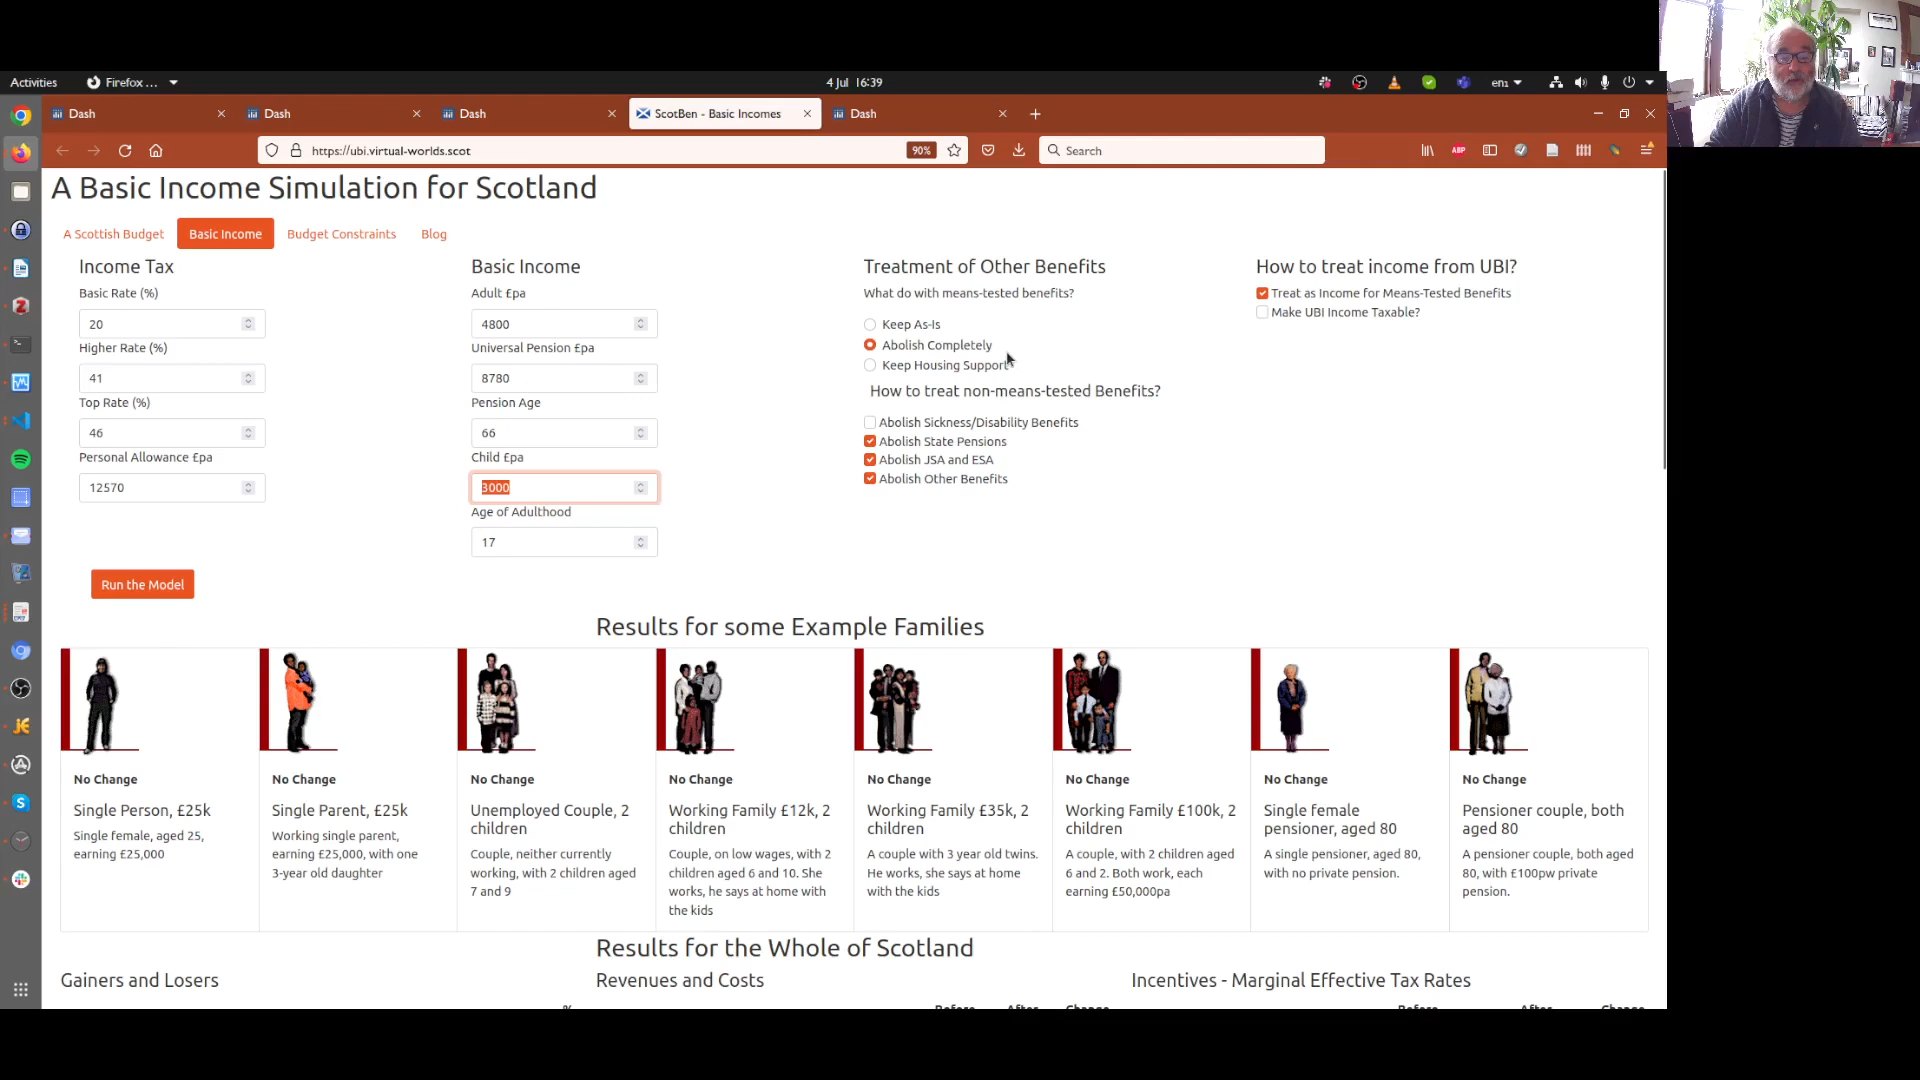 Activities
Firefox ...
4 Jul 16:39
en1
Dash
Dash
Dash
ScotBen - Basic Incomes
Dash
https://ubi.virtual-worlds.scot
90%
Search
ABP
A Basic Income Simulation for Scotland
A Scottish Budget
Basic Income
Budget Constraints
Blog
Income Tax
Basic Rate (%)
20
Higher Rate (%)
41
Top Rate (%)
46
Personal Allowance £pa
12570
Run the Model
Basic Income
Adult £pa
4800
Universal Pension £pa
8780
Pension Age
66
Child £pa
3000
Age of Adulthood
17
Treatment of Other Benefits
What do with means-tested benefits?
Keep As-Is
Abolish Completely
Keep Housing Support
How to treat non-means-tested Benefits?
Abolish Sickness/Disability Benefits
Abolish State Pensions
Abolish JSA and ESA
Abolish Other Benefits
How to treat income from UBI?
Treat as Income for Means-Tested Benefits
Make UBI Income Taxable?
Results for some Example Families
No Change
Single Person, £25k
Single female, aged 25,
earning £25,000
No Change
Single Parent, £25k
Working single parent,
earning £25,000, with one
3-year old daughter
No Change
Unemployed Couple, 2
children
Couple, neither currently
working, with 2 children aged
7 and 9
No Change
Working Family £12k, 2
children
Couple, on low wages, with 2
children aged 6 and 10. She
works, he says at home with
the kids
No Change
Working Family £35k, 2
children
A couple with 3 year old twins.
He works, she says at home
with the kids
No Change
Working Family £100k, 2
children
A couple, with 2 children aged
6 and 2. Both work, each
earning £50,000pa
No Change
Single female
pensioner, aged 80
A single pensioner, aged 80,
with no private pension.
No Change
Pensioner couple, both
aged 80
A pensioner couple, both aged
80, with £100pw private
pension.
Results for the Whole of Scotland
Gainers and Losers
%
Revenues and Costs
Before After Change
Incentives - Marginal Effective Tax Rates
Before After Change